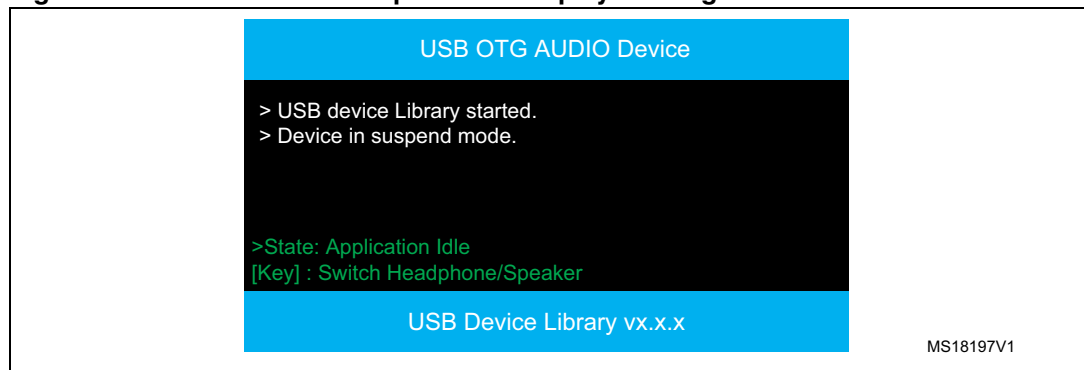 USB OTG AUDIO Device
> USB device Library started.
> Device in suspend mode.
>State: Application Idle
[Key] : Switch Headphone/Speaker
USB Device Library vx.x.x
MS18197V1